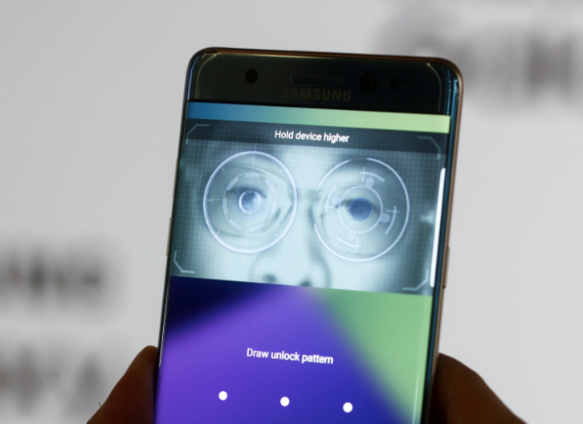 SAMSUNG
Hold device higher
Draw unlock pattern